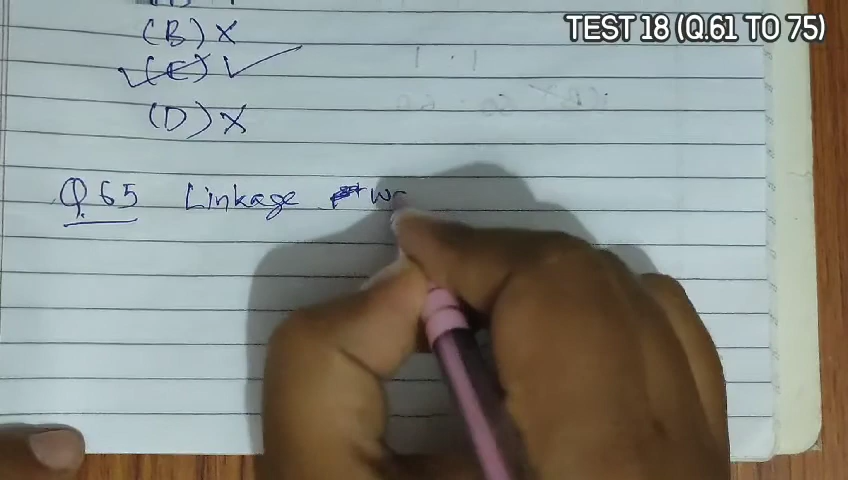 TEST 18 (Q.61 TO 75)
(B) X
✓(C) ✓
(D) X
Q.65 Linkage